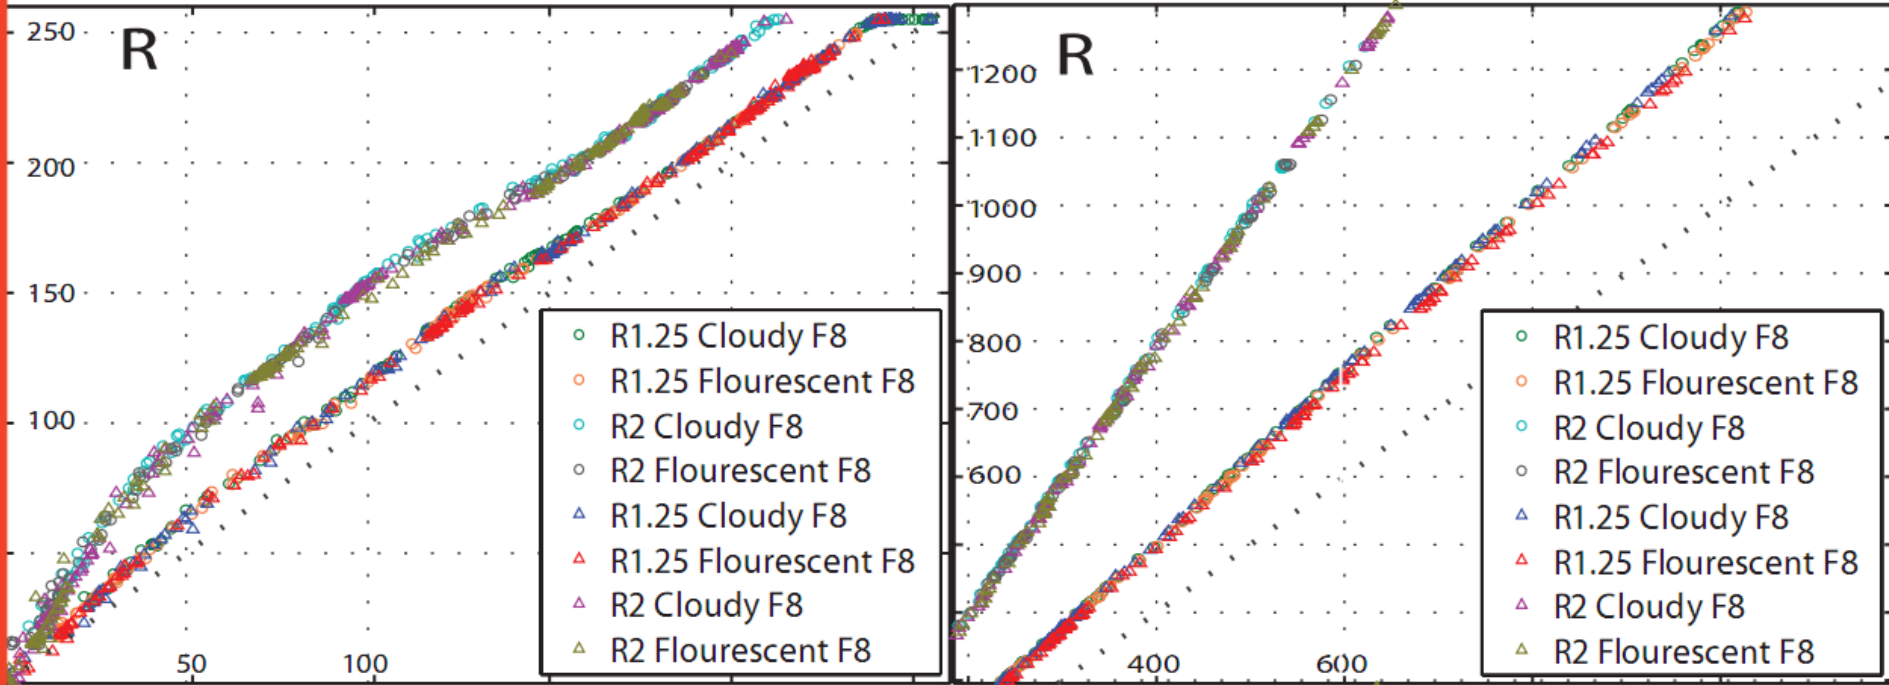 250
R
200
150
100
50 100
R1.25 Cloudy F8
R1.25 Flourescent F8
R2 Cloudy F8
R2 Flourescent F8
R1.25 Cloudy F8
R1.25 Flourescent F8
R2 Cloudy F8
R2 Flourescent F8
R
1200
1100
1000
900
800
700
600
400 600
R1.25 Cloudy F8
R1.25 Flourescent F8
R2 Cloudy F8
R2 Flourescent F8
R1.25 Cloudy F8
R1.25 Flourescent F8
R2 Cloudy F8
R2 Flourescent F8